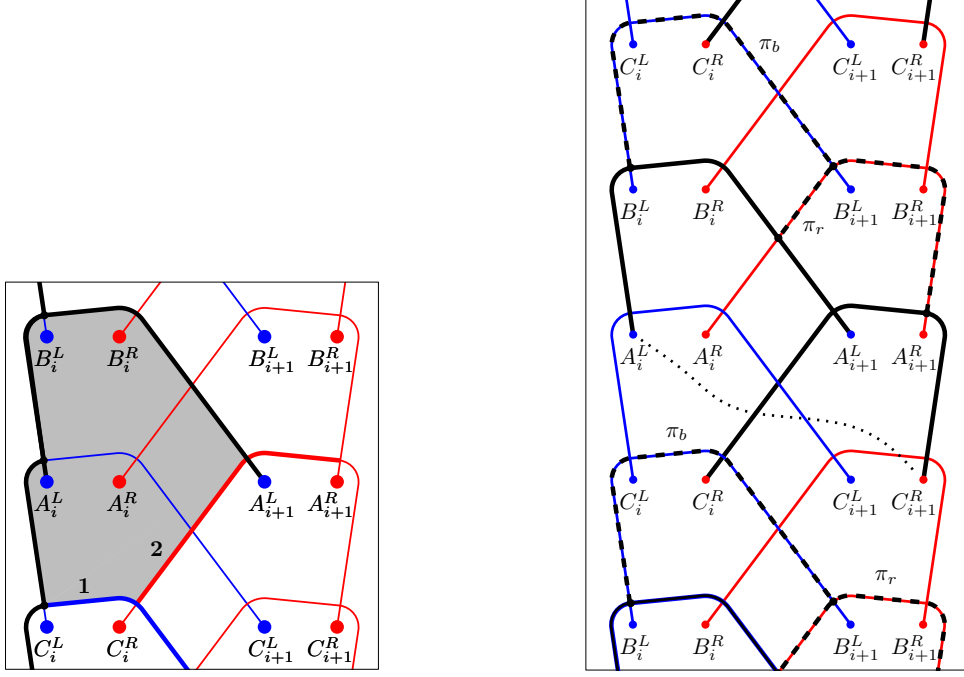 B_i^L B_i^R B_{i+1}^L B_{i+1}^R
A_i^L A_i^R A_{i+1}^L A_{i+1}^R
2
1
C_i^L C_i^R C_{i+1}^L C_{i+1}^R
π_b
C_i^L C_i^R C_{i+1}^L C_{i+1}^R
B_i^L B_i^R B_{i+1}^L B_{i+1}^R
π_r
A_i^L A_i^R A_{i+1}^L A_{i+1}^R
π_b
C_i^L C_i^R C_{i+1}^L C_{i+1}^R
π_r
B_i^L B_i^R B_{i+1}^L B_{i+1}^R